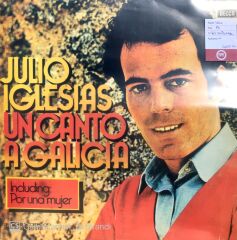 DECCA
JULIO
IGLESIAS
UN CANTO
A GALICIA
Including:
Por una mujer